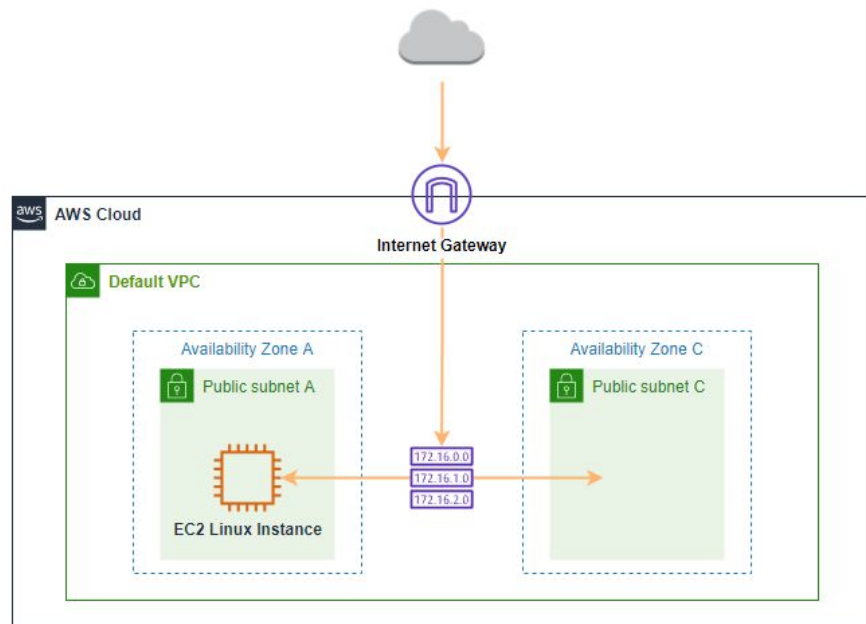 aws
AWS Cloud
Internet Gateway
Default VPC
Availability Zone A
Availability Zone C
Public subnet A
Public subnet C
172.16.0.0
172.16.1.0
172.16.2.0
EC2 Linux Instance